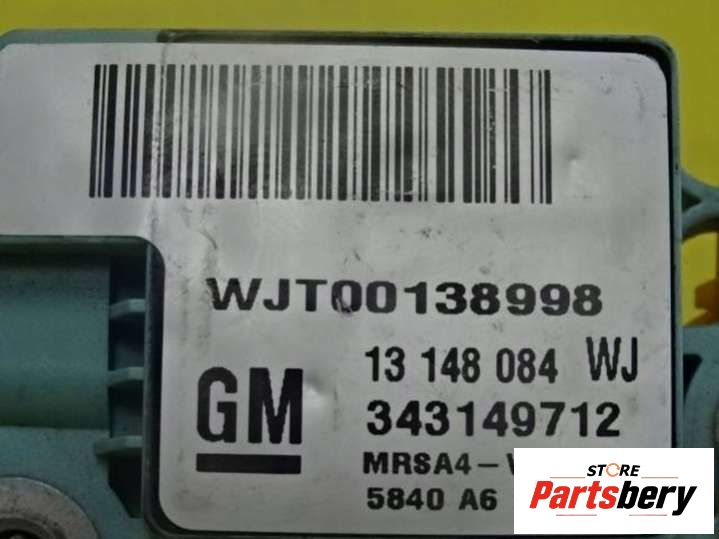 WJT00138998
13 148 084 WJ
GM
343149712
MRSA4-
5840 A6
STORE
Partsbery